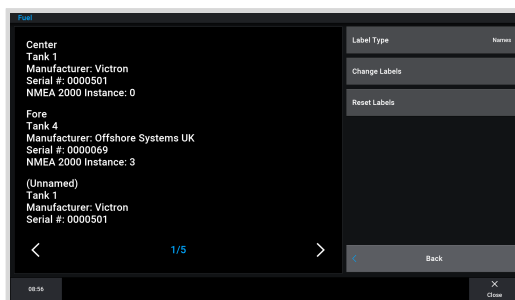 Fuel
Center
Tank 1
Manufacturer: Victron
Serial #: 0000501
NMEA 2000 Instance: 0
Fore
Tank 4
Manufacturer: Offshore Systems UK
Serial #: 0000069
NMEA 2000 Instance: 3
(Unnamed)
Tank 1
Manufacturer: Victron
Serial #: 0000501
1/5
Label Type Names
Change Labels
Reset Labels
Back
08:56
Close